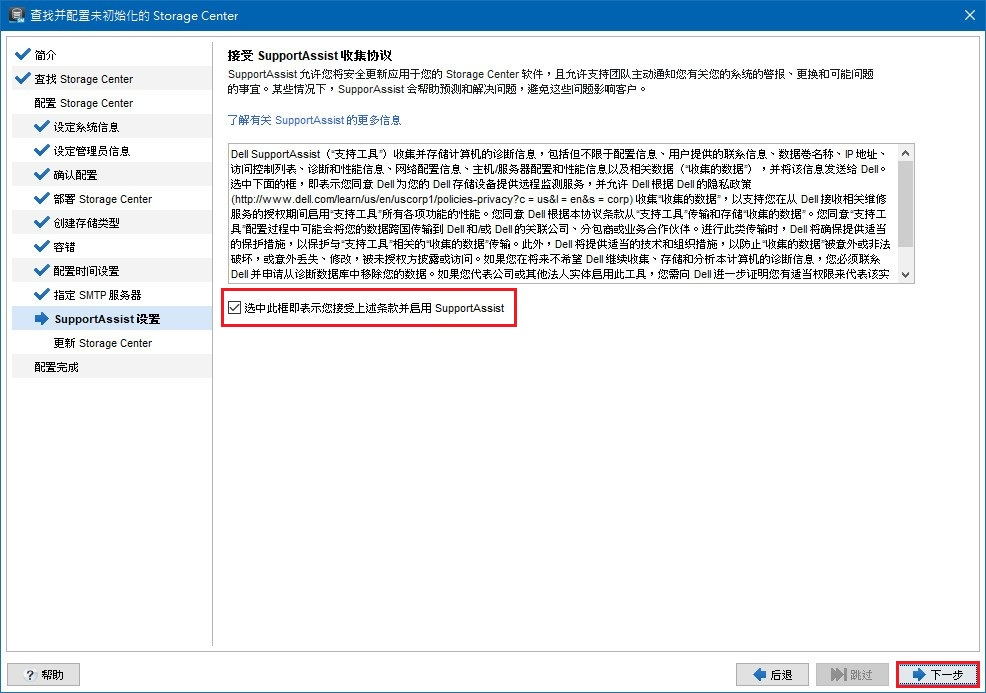 查找并配置未初始化的 Storage Center
简介
查找 Storage Center
配置 Storage Center
设定系统信息
设定管理员信息
确认配置
部署 Storage Center
创建存储类型
容错
配置时间设置
指定 SMTP 服务器
SupportAssist 设置
更新 Storage Center
配置完成
接受 SupportAssist 收集协议
SupportAssist 允许您将安全更新应用于您的 Storage Center 软件，且允许支持团队主动通知您有关您的系统的警报、更换和可能问题
的事宜。某些情况下，SupporAssist 会帮助预测和解决问题，避免这些问题影响客户。
了解有关 SupportAssist 的更多信息
Dell SupportAssist（“支持工具”）收集并存储计算机的诊断信息，包括但不限于配置信息、用户提供的联系信息、数据卷名称、IP 地址、
访问控制列表、诊断和性能信息、网络配置信息、主机/服务器配置和性能信息以及相关数据（“收集的数据”），并将该信息发送给 Dell。
选中下面的框，即表示您同意 Dell 为您的 Dell 存储设备提供远程监测服务，并允许 Dell 根据 Dell 的隐私政策
(http://www.dell.com/learn/us/en/uscorp1/policies-privacy?c = us&l = en&s = corp) 收集“收集的数据”，以支持您在从 Dell 接收相关维修
服务的授权期间启用“支持工具”所有各项功能的性能。您同意 Dell 根据本协议条款从“支持工具”传输和存储“收集的数据”。您同意“支持工
具”配置过程中可能会将您的数据跨国传输到 Dell 和/或 Dell 的关联公司、分包商或业务合作伙伴。进行此类传输时，Dell 将确保提供适当
的保护措施，以保护与“支持工具”相关的“收集的数据”传输。此外，Dell 将提供适当的技术和组织措施，以防止“收集的数据”被意外或非法
破坏，或意外丢失、修改，被未授权方披露或访问。如果您在将来不希望 Dell 继续收集、存储和分析本计算机的诊断信息，您必须联系
Dell 并申请从诊断数据库中移除您的数据。如果您代表公司或其他法人实体启用此工具，您需向 Dell 进一步证明您有适当权限来代表该实
选中此框即表示您接受上述条款并启用 SupportAssist
? 帮助
后退
跳过
下一步